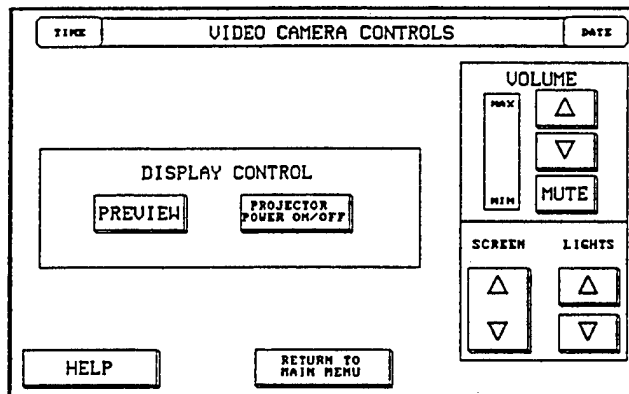 TIME
VIDEO CAMERA CONTROLS
DATE
VOLUME
MAX
MIN
MUTE
DISPLAY CONTROL
PREVIEW
PROJECTOR
POWER ON/OFF
SCREEN
LIGHTS
HELP
RETURN TO
MAIN MENU